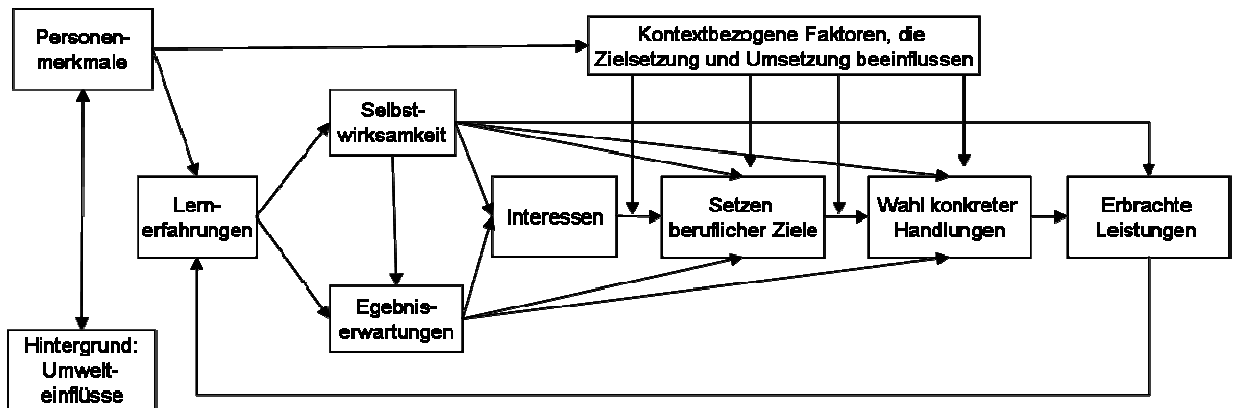 Personen-
merkmale
Kontextbezogene Faktoren, die
Zielsetzung und Umsetzung beeinflussen
Selbst-
wirksamkeit
Lern-
erfahrungen
Interessen
Setzen
beruflicher Ziele
Wahl konkreter
Handlungen
Erbrachte
Leistungen
Egebnis-
erwartungen
Hintergrund:
Umwelt-
einflüsse